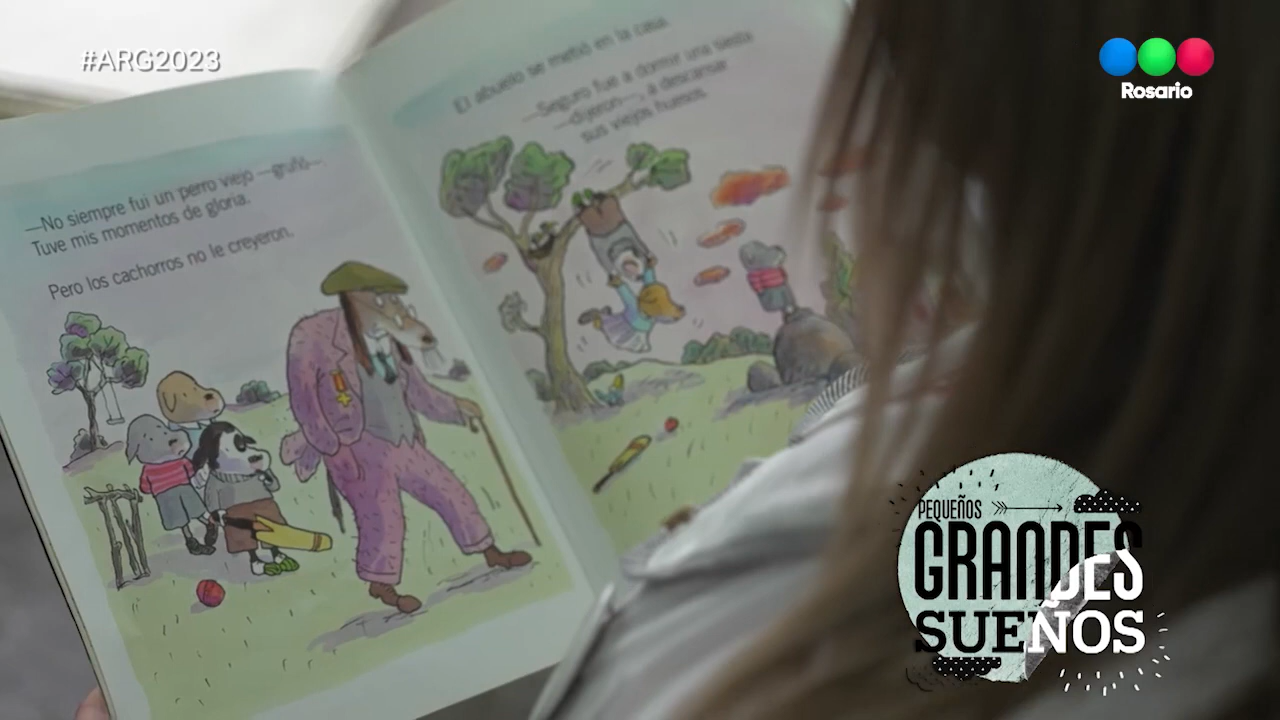 #ARG2023
Rosario
—No siempre fui un perro viejo —gruñó—.
Tuve mis momentos de gloria.
Pero los cachorros no le creyeron.
El abuelo se metió en la casa
—Seguro fue a dormir una siesta
—dijeron—, a descansar
sus viejos huesos.
PEQUEÑOS
GRANDES
SUEÑOS